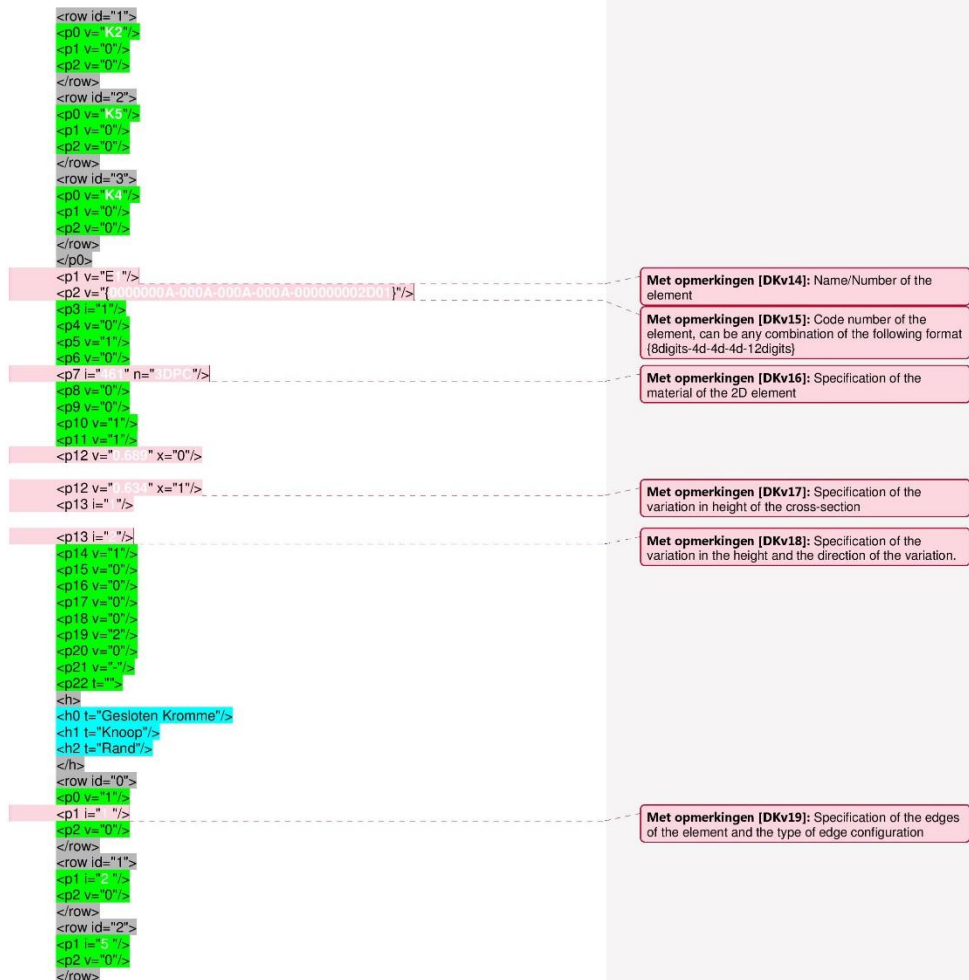 <row id="1">
<p0 v="K2"/>
<p1 v="0"/>
<p2 v="0"/>
</row>
<row id="2">
<p0 v="K5"/>
<p1 v="0"/>
<p2 v="0"/>
</row>
<row id="3">
<p0 v="K4"/>
<p1 v="0"/>
<p2 v="0"/>
</row>
</p0>
<p1 v="E1"/>
<p2 v="{0000000A-000A-000A-000A-000000002D01}"/>
<p3 i="1"/>
<p4 v="0"/>
<p5 v="1"/>
<p6 v="0"/>
<p7 i="461" n="3DPC"/>
<p8 v="0"/>
<p9 v="0"/>
<p10 v="1"/>
<p11 v="1"/>
<p12 v="0.689" x="0"/>
<p12 v="0.634" x="1"/>
<p13 i=" "/>
<p13 i=" "/>
<p14 v="1"/>
<p15 v="0"/>
<p16 v="0"/>
<p17 v="0"/>
<p18 v="0"/>
<p19 v="2"/>
<p20 v="0"/>
<p21 v="-"/>
<p22 t="">
<h>
<h0 t="Gesloten Kromme"/>
<h1 t="Knoop"/>
<h2 t="Rand"/>
</h>
<row id="0">
<p0 v="1"/>
<p1 i=" "/>
<p2 v="0"/>
</row>
<row id="1">
<p1 i="2 "/>
<p2 v="0"/>
</row>
<row id="2">
<p1 i="5 "/>
<p2 v="0"/>
</row>
Met opmerkingen [DKv14]: Name/Number of the
element
Met opmerkingen [DKv15]: Code number of the
element, can be any combination of the following format
{8digits-4d-4d-4d-12digits}
Met opmerkingen [DKv16]: Specification of the
material of the 2D element
Met opmerkingen [DKv17]: Specification of the
variation in height of the cross-section
Met opmerkingen [DKv18]: Specification of the
variation in the height and the direction of the variation.
Met opmerkingen [DKv19]: Specification of the edges
of the element and the type of edge configuration